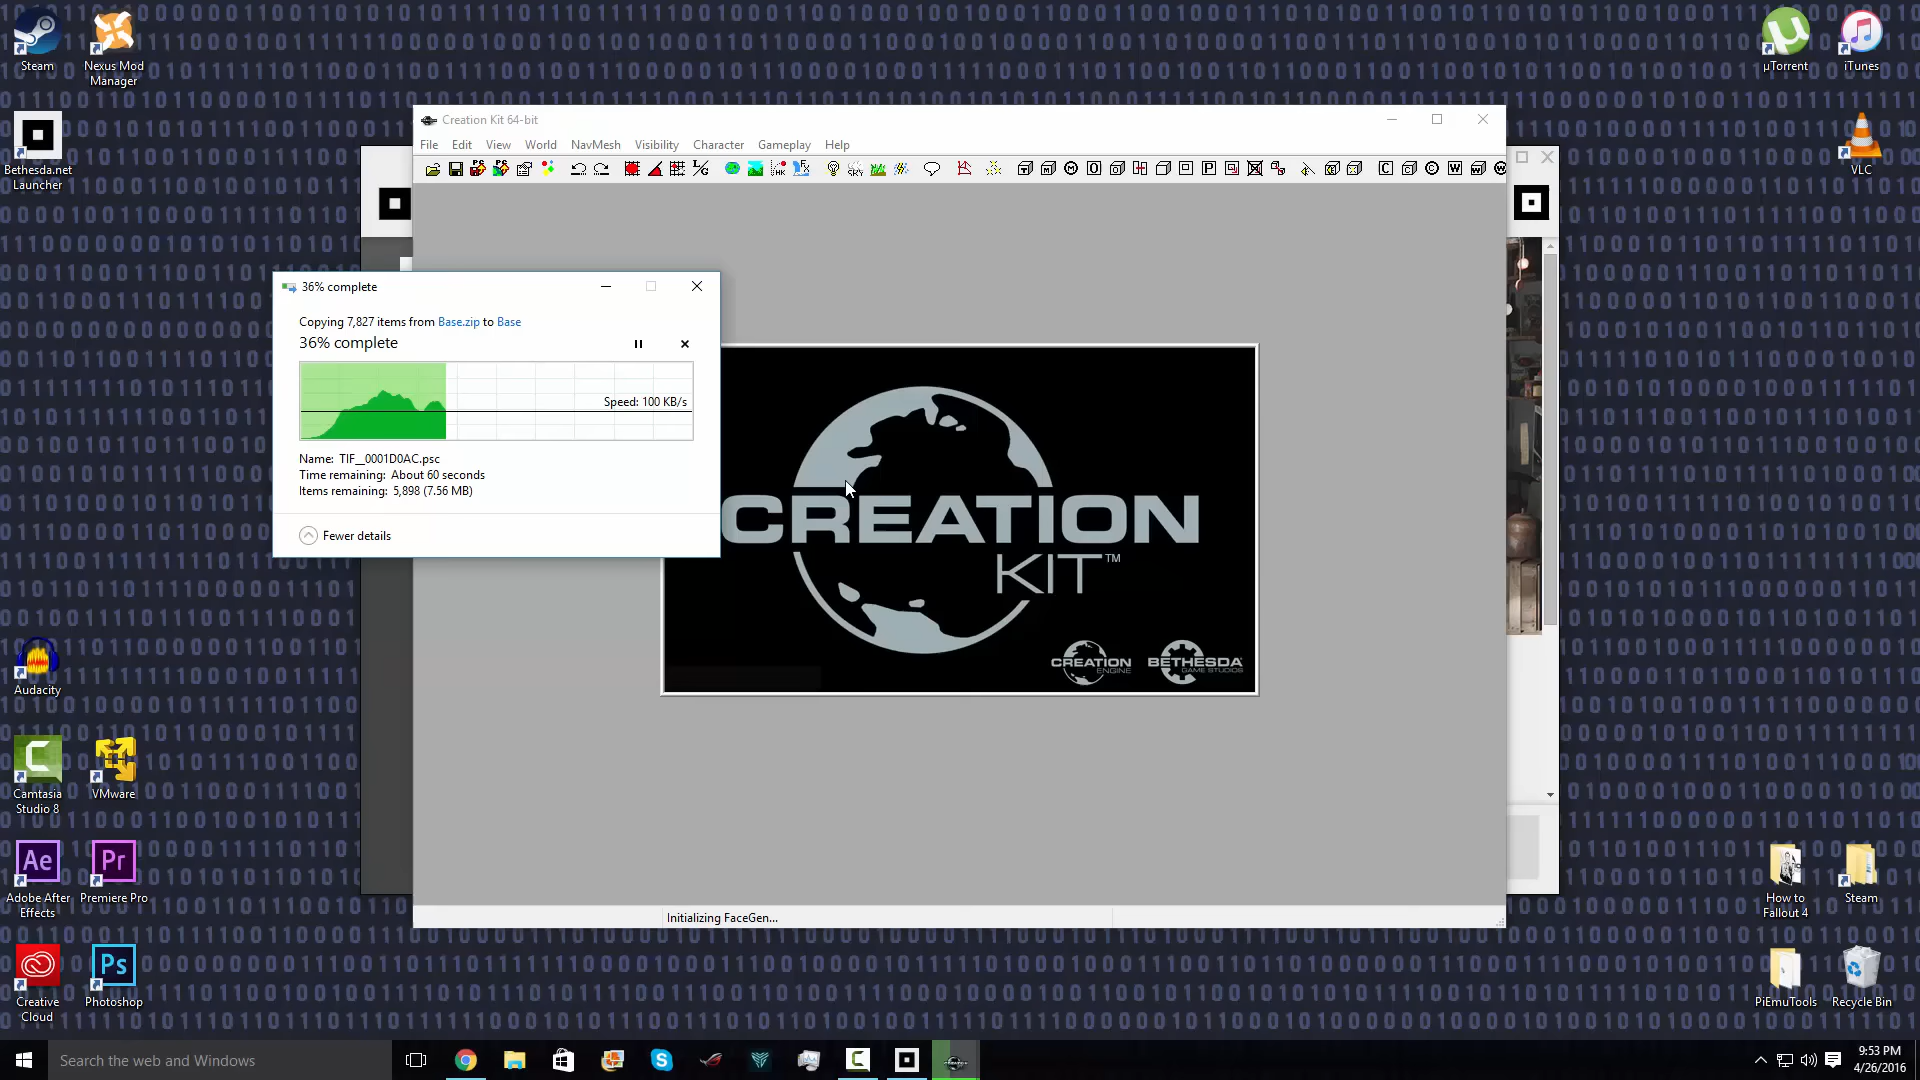 Steam
Nexus Mod
Manager
µTorrent
iTunes
Bethesda.net
Launcher
VLC
Creation Kit 64-bit
File Edit View World NavMesh Visibility Character Gameplay Help
36% complete
Copying 7,827 items from Base.zip to Base
36% complete
Speed: 100 KB/s
Name: TIF__0001D0AC.psc
Time remaining: About 60 seconds
Items remaining: 5,898 (7.56 MB)
Fewer details
CREATION
KIT™
CREATION
ENGINE
BETHESDA
GAME STUDIOS
Initializing FaceGen...
Audacity
Camtasia
Studio 8
VMware
Ae
Pr
Adobe After
Effects
Premiere Pro
How to
Fallout 4
Steam
Ps
Creative
Cloud
Photoshop
PiEmuTools
Recycle Bin
Search the web and Windows
9:53 PM
4/26/2016